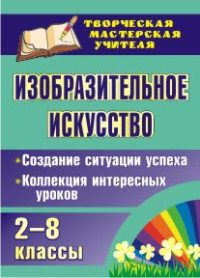 ТВОРЧЕСКАЯ
МАСТЕРСКАЯ
УЧИТЕЛЯ
ИЗОБРАЗИТЕЛЬНОЕ
ИСКУССТВО
•Создание ситуации успеха
•Коллекция интересных
уроков
2–8
классы